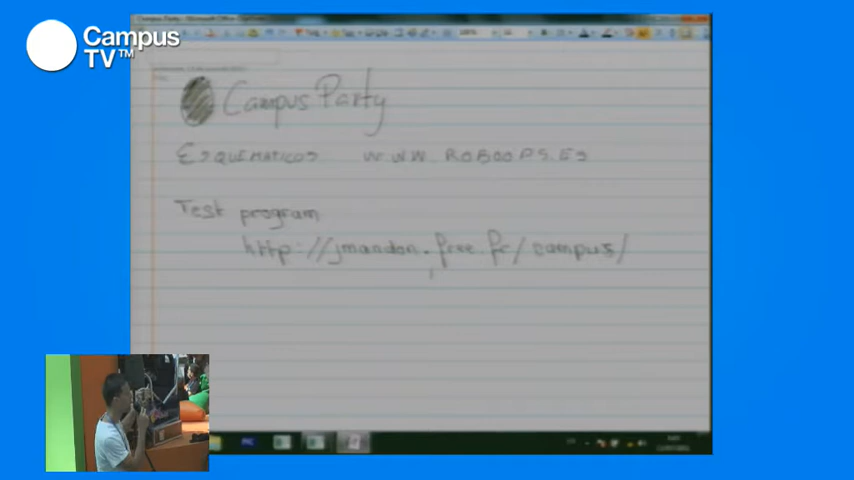 Campus
TV™
Campus Party
ESQUEMATICOS WWW.ROBOOPS.ES
Test program
http://jmandon.free.fr/campus/